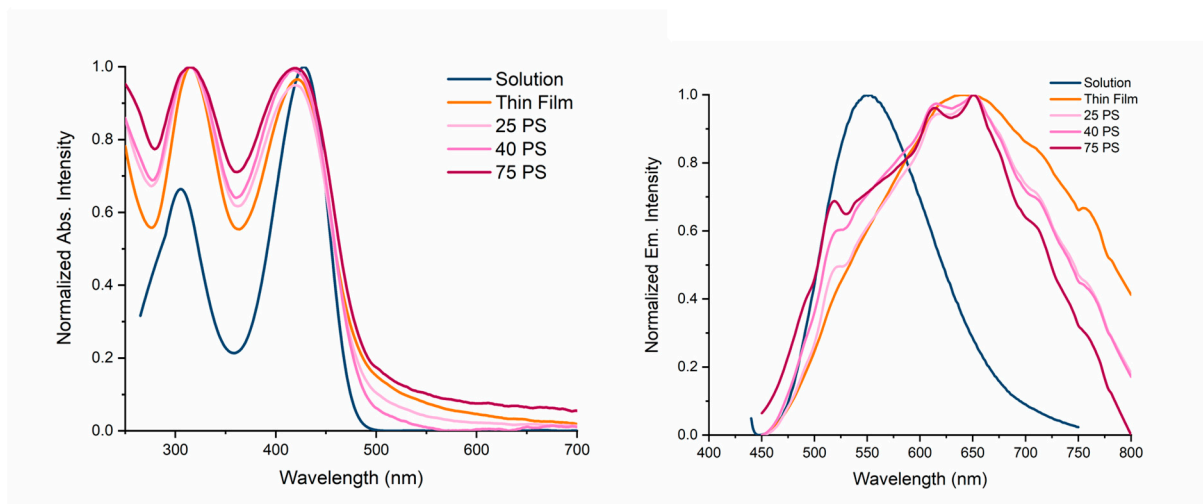 Normalized Abs. Intensity
1.0
0.8
0.6
0.4
0.2
0.0
300 400 500 600 700
Wavelength (nm)
Solution
Thin Film
25 PS
40 PS
75 PS
Normalized Em. Intensity
1.0
0.8
0.6
0.4
0.2
0.0
400 450 500 550 600 650 700 750 800
Wavelength (nm)
Solution
Thin Film
25 PS
40 PS
75 PS